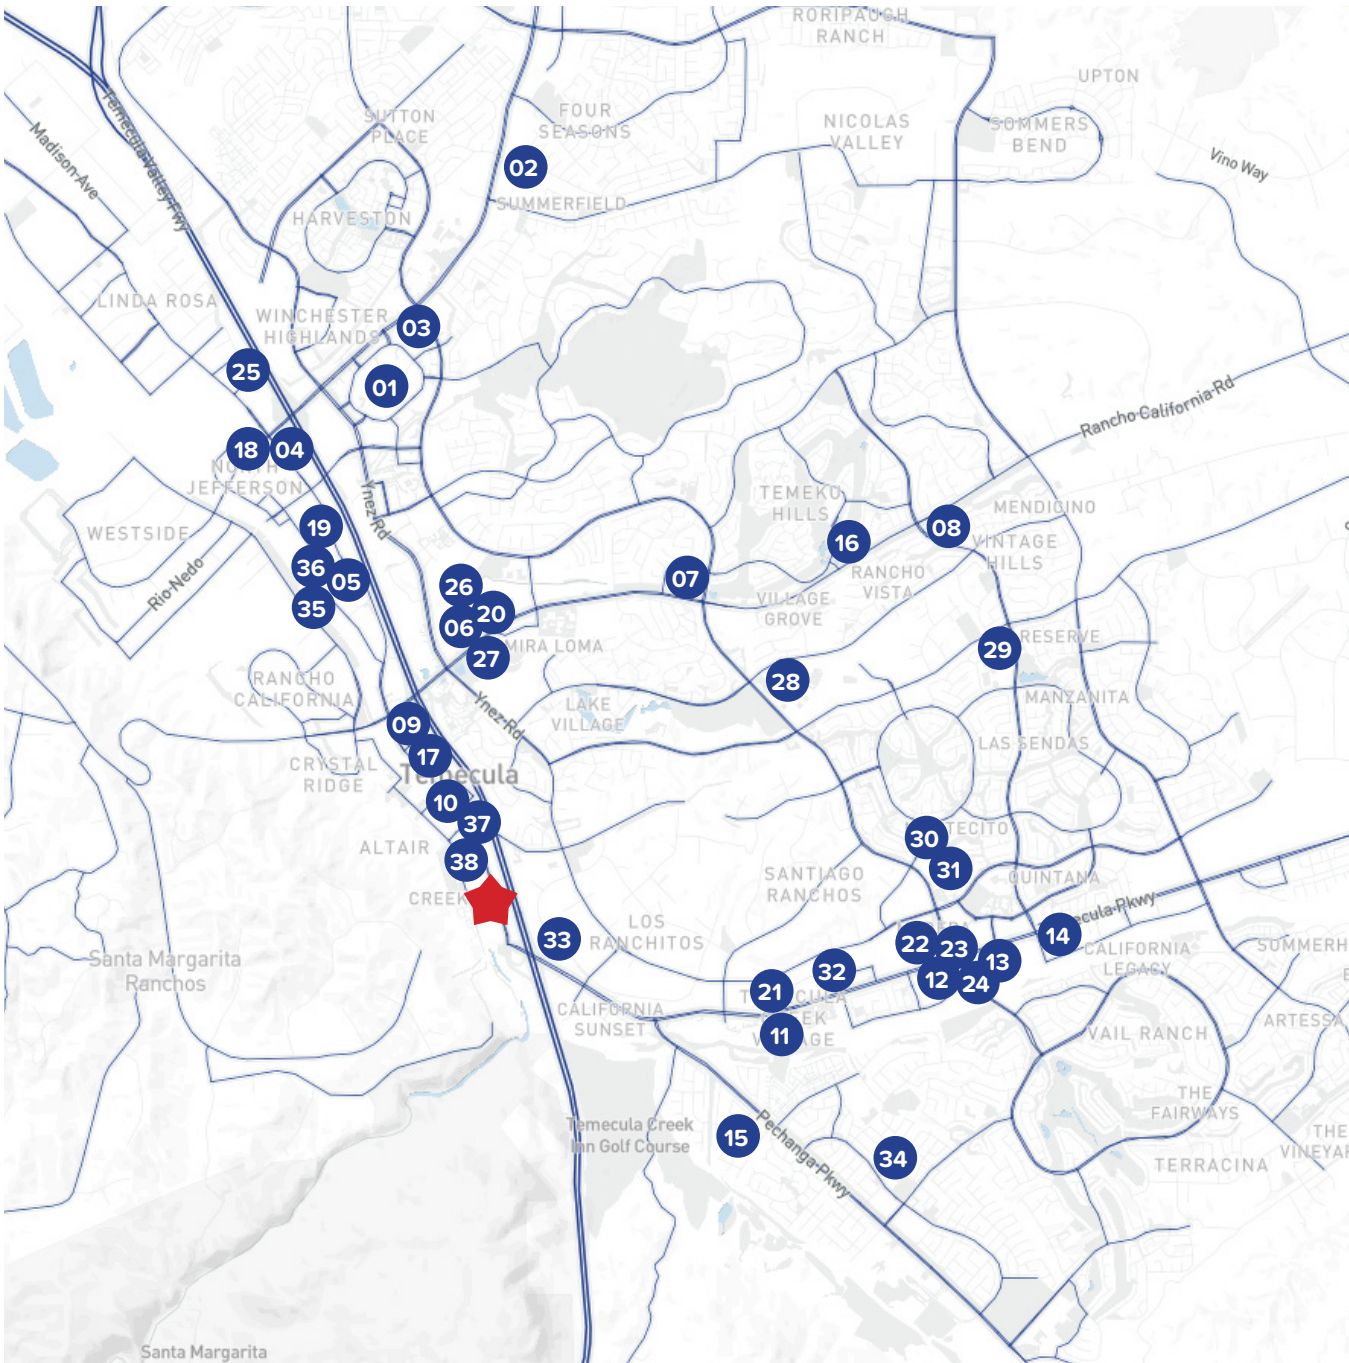 RORIPAUGH
RANCH
UPTON
Temecula Valley Fwy
Madison Ave
SUTTON
PLACE
FOUR
SEASONS
NICOLAS
VALLEY
SOMMERS
BEND
Vino Way
02
SUMMERFIELD
HARVESTON
LINDA ROSA
WINCHESTER
HIGHLANDS
03
25
01
Rancho California Rd
18
04
NORTH
JEFFERSON
Ynez Rd
TEMEKU
HILLS
MENDICINO
WESTSIDE
19
16
08
VINTAGE
HILLS
36
05
Rio Nedo
35
26
20
06
07
RANCHO
VISTA
VILLAGE
GROVE
27
MIRA LOMA
29
RESERVE
RANCHO
CALIFORNIA
28
MANZANITA
LAKE
VILLAGE
Ynez Rd
09
17
LAS SENDAS
CRYSTAL
RIDGE
Temecula
10
37
30
TECITO
ALTAIR
38
31
SANTIAGO
RANCHOS
QUINTANA
CREEK
ecula Pkwy
LOS
RANCHITOS
33
22
23
14
13
CALIFORNIA
LEGACY
SUMMERH
Santa Margarita
Ranchos
32
12
24
21
CALIFORNIA
SUNSET
11
VAIL RANCH
ARTESSA
THE
FAIRWAYS
Temecula Creek
Inn Golf Course
15
Pechanga Pkwy
34
TERRACINA
THE
VINEYAR
Santa Margarita